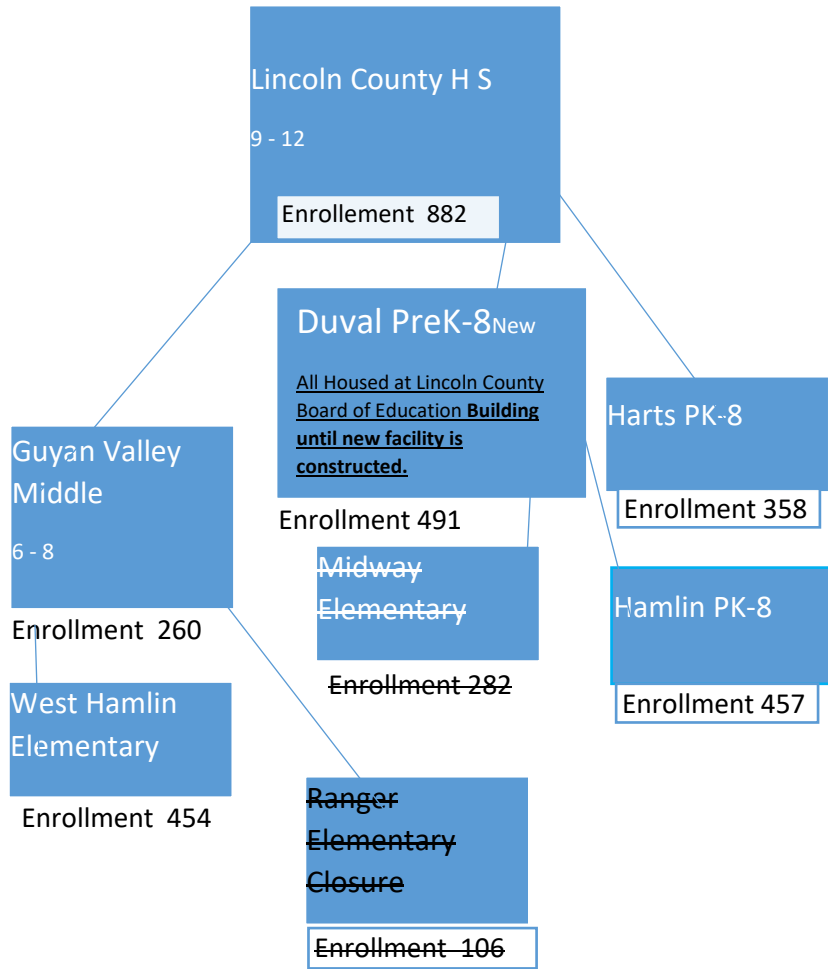 Lincoln County H S
9 - 12
Enrollement 882
Duval PreK-8New
All Housed at Lincoln County
Board of Education Building
until new facility is
constructed.
Enrollment 491
Harts PK-8
Enrollment 358
Guyan Valley
Middle
6 - 8
Enrollment 260
Midway
Elementary
Enrollment 282
Hamlin PK-8
Enrollment 457
West Hamlin
Elementary
Enrollment 454
Ranger
Elementary
Closure
Enrollment 106